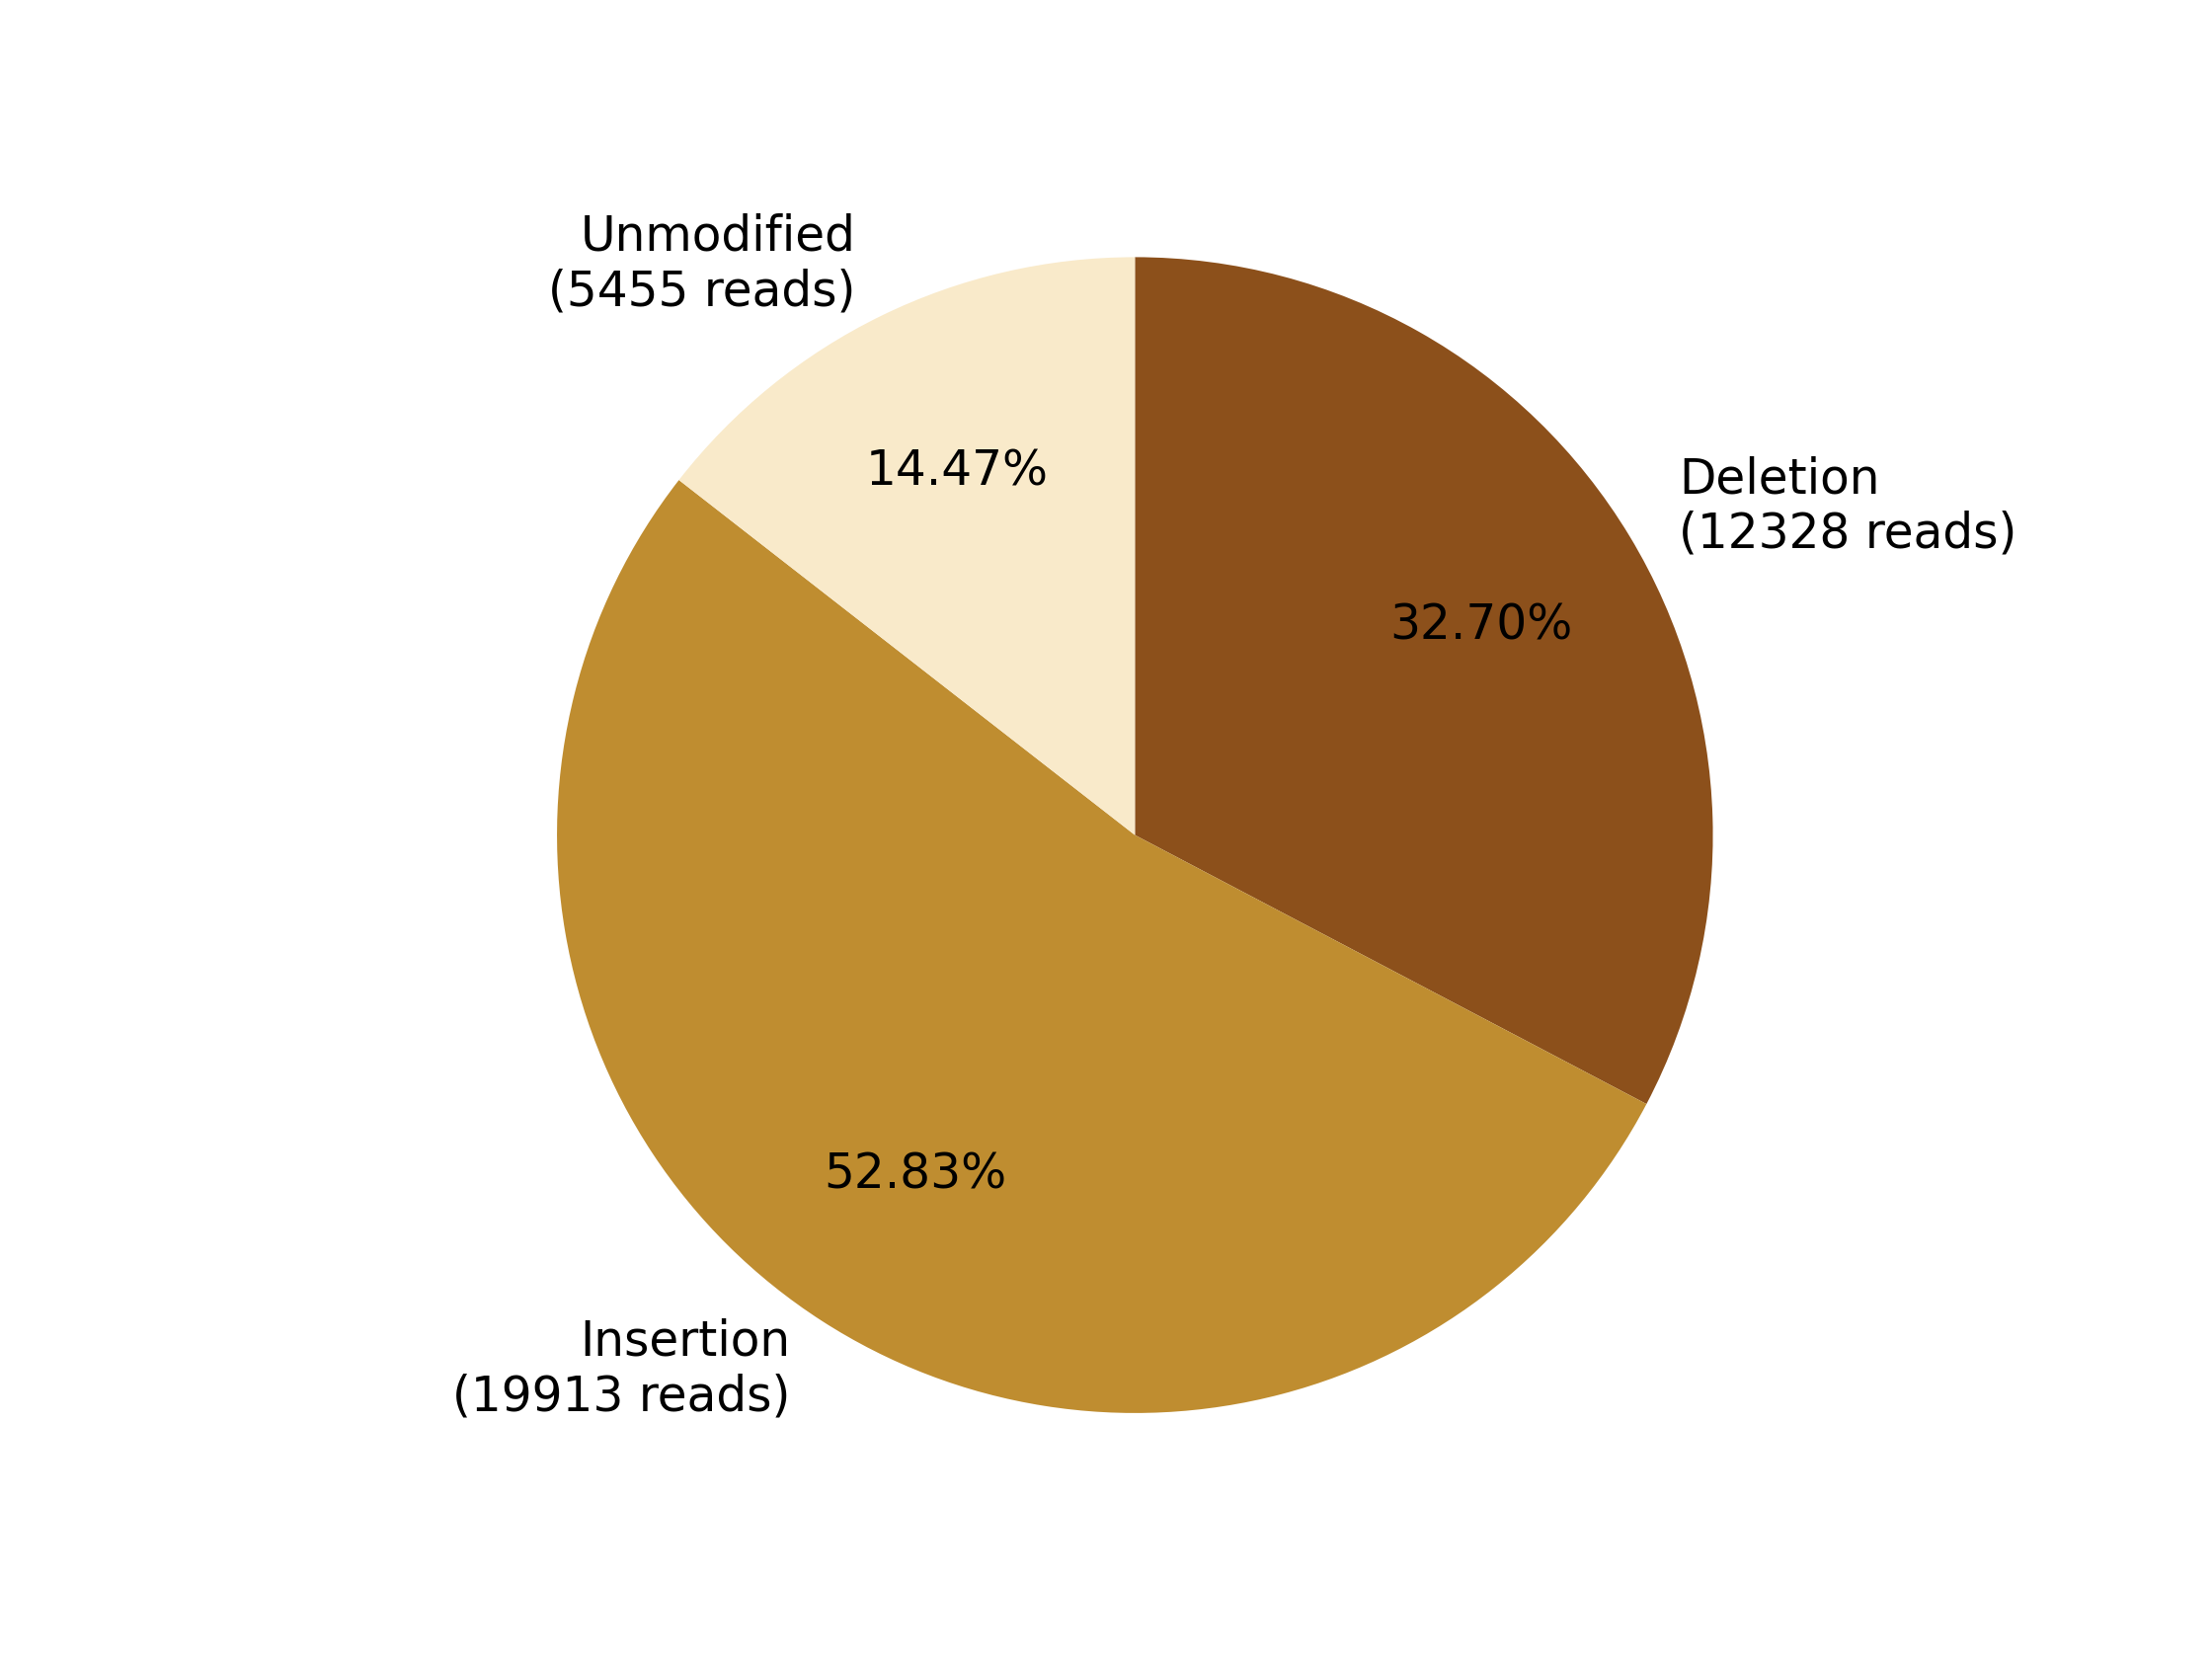 Unmodified
(5455 reads)
14.47%
Deletion
(12328 reads)
32.70%
52.83%
Insertion
(19913 reads)